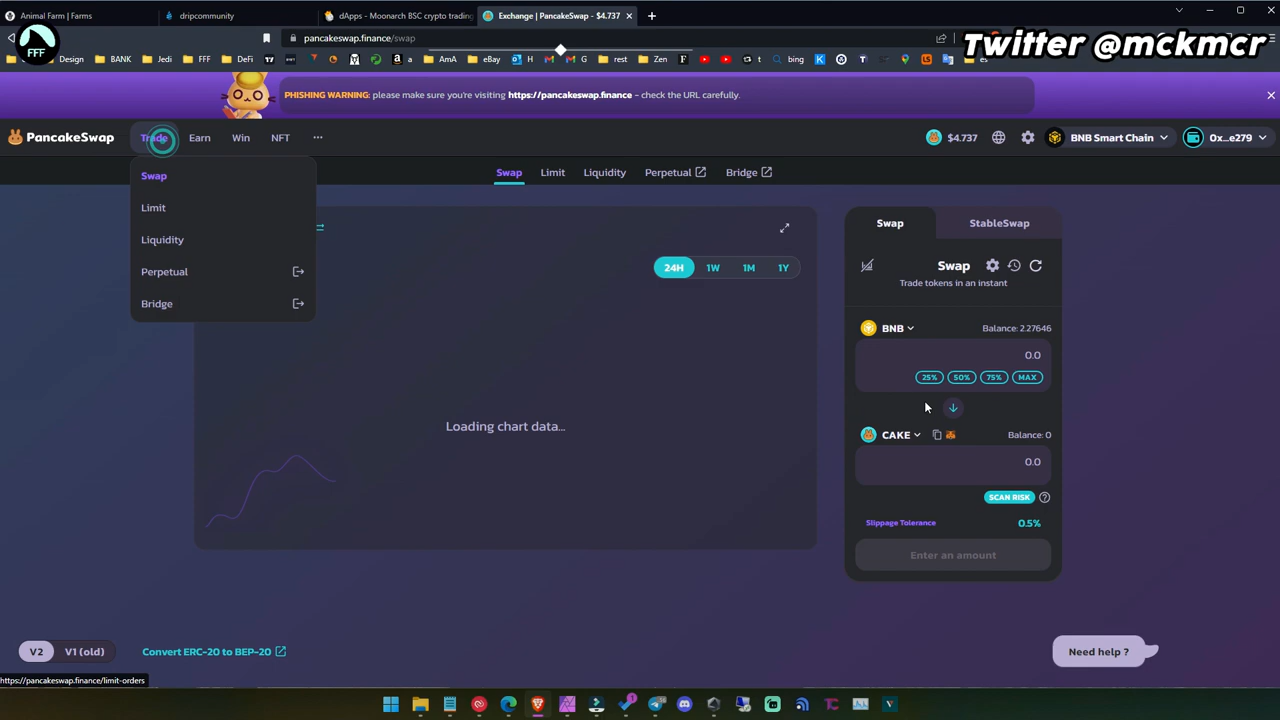 Animal Farm | Farms
dripcommunity
dApps - Moonarch BSC crypto trading
Exchange | PancakeSwap - $4.737
pancakeswap.finance/swap
FFF
Twitter @mckmcr
Design
BANK
Jedi
FFF
DeFi
a
AmA
eBay
H
M
G
rest
Zen
t
bing
es
PHISHING WARNING: please make sure you're visiting https://pancakeswap.finance - check the URL carefully.
PancakeSwap
Trade
Earn
Win
NFT
$4.737
BNB Smart Chain
0x...e279
Swap
Limit
Liquidity
Perpetual
Bridge
Swap
Limit
Liquidity
Perpetual
Bridge
24H
1W
1M
1Y
Loading chart data...
Swap
StableSwap
Swap
Trade tokens in an instant
BNB
Balance: 2.27646
0.0
25%
50%
75%
MAX
CAKE
Balance: 0
0.0
SCAN RISK
Slippage Tolerance
0.5%
Enter an amount
V2
V1 (old)
Convert ERC-20 to BEP-20
Need help ?
https://pancakeswap.finance/limit-orders